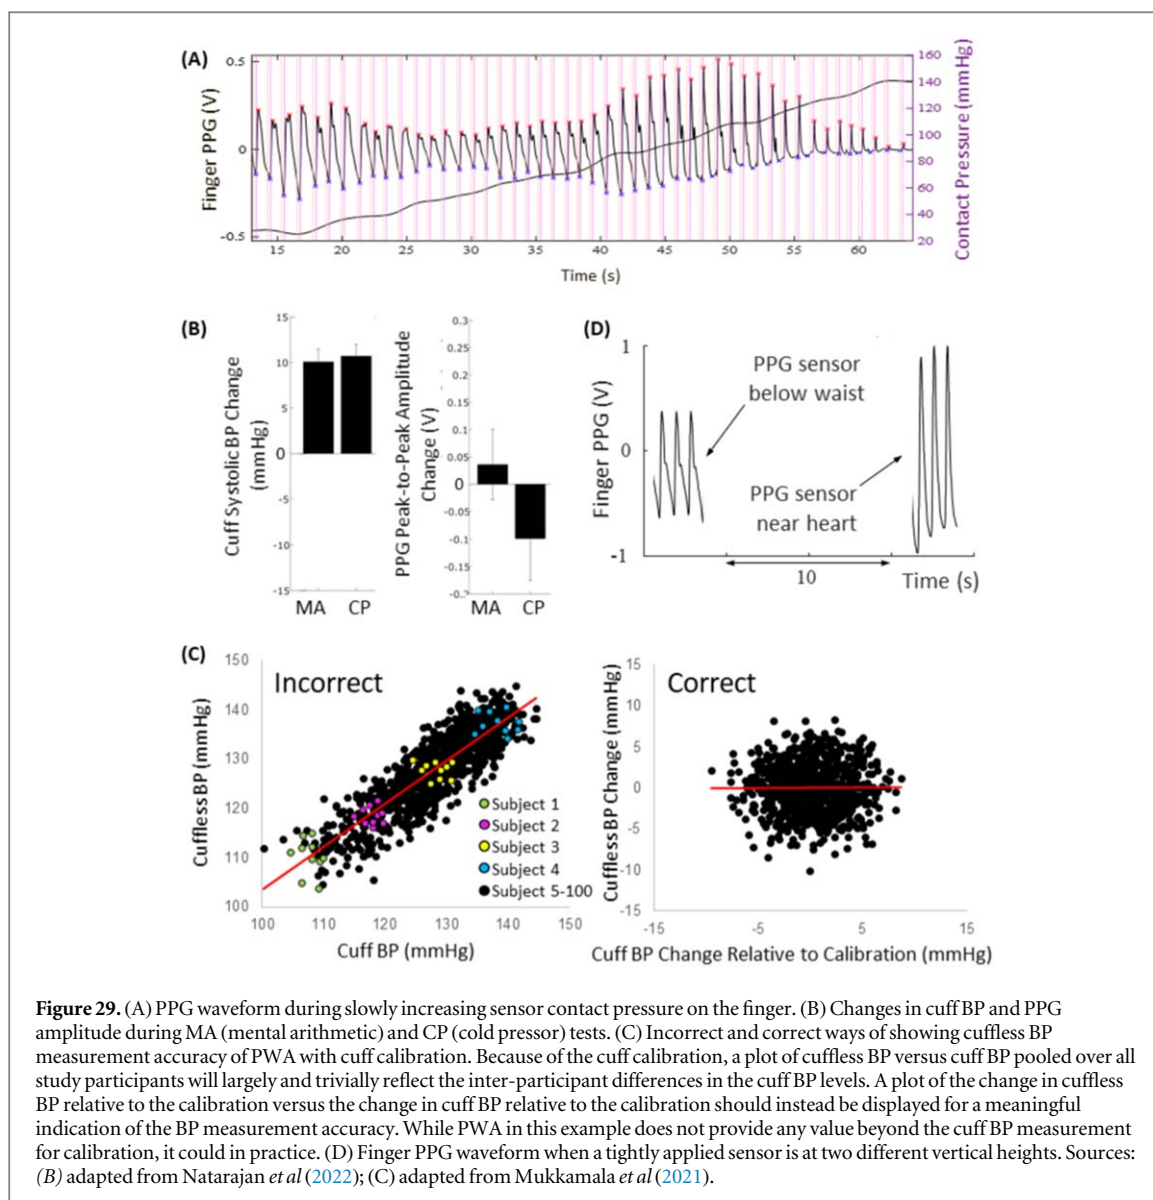 (A)
Finger PPG (V)
0.5
0
-0.5
160
140
120
100
80
60
40
20
Contact Pressure (mmHg)
15 20 25 30 35 40 45 50 55 60
Time (s)
(B)
Cuff Systolic BP Change
(mmHg)
15
10
5
0
-5
-10
-15
MA CP
PPG Peak-to-Peak Amplitude
Change (V)
0.3
0.25
0.2
0.15
0.1
0.05
0
-0.05
-0.1
-0.15
MA CP
(D)
Finger PPG (V)
1
0
-1
PPG sensor
below waist
PPG sensor
near heart
10
Time (s)
(C)
Incorrect
Cuffless BP (mmHg)
150
140
130
120
110
100
100 110 120 130 140 150
Cuff BP (mmHg)
Subject 1
Subject 2
Subject 3
Subject 4
Subject 5-100
Correct
Cuffless BP Change (mmHg)
15
10
5
0
-5
-10
-15
-15 -5 5 15
Cuff BP Change Relative to Calibration (mmHg)
Figure 29. (A) PPG waveform during slowly increasing sensor contact pressure on the finger. (B) Changes in cuff BP and PPG
amplitude during MA (mental arithmetic) and CP (cold pressor) tests. (C) Incorrect and correct ways of showing cuffless BP
measurement accuracy of PWA with cuff calibration. Because of the cuff calibration, a plot of cuffless BP versus cuff BP pooled over all
study participants will largely and trivially reflect the inter-participant differences in the cuff BP levels. A plot of the change in cuffless
BP relative to the calibration versus the change in cuff BP relative to the calibration should instead be displayed for a meaningful
indication of the BP measurement accuracy. While PWA in this example does not provide any value beyond the cuff BP measurement
for calibration, it could in practice. (D) Finger PPG waveform when a tightly applied sensor is at two different vertical heights. Sources:
(B) adapted from Natarajan et al (2022); (C) adapted from Mukkamala et al (2021).